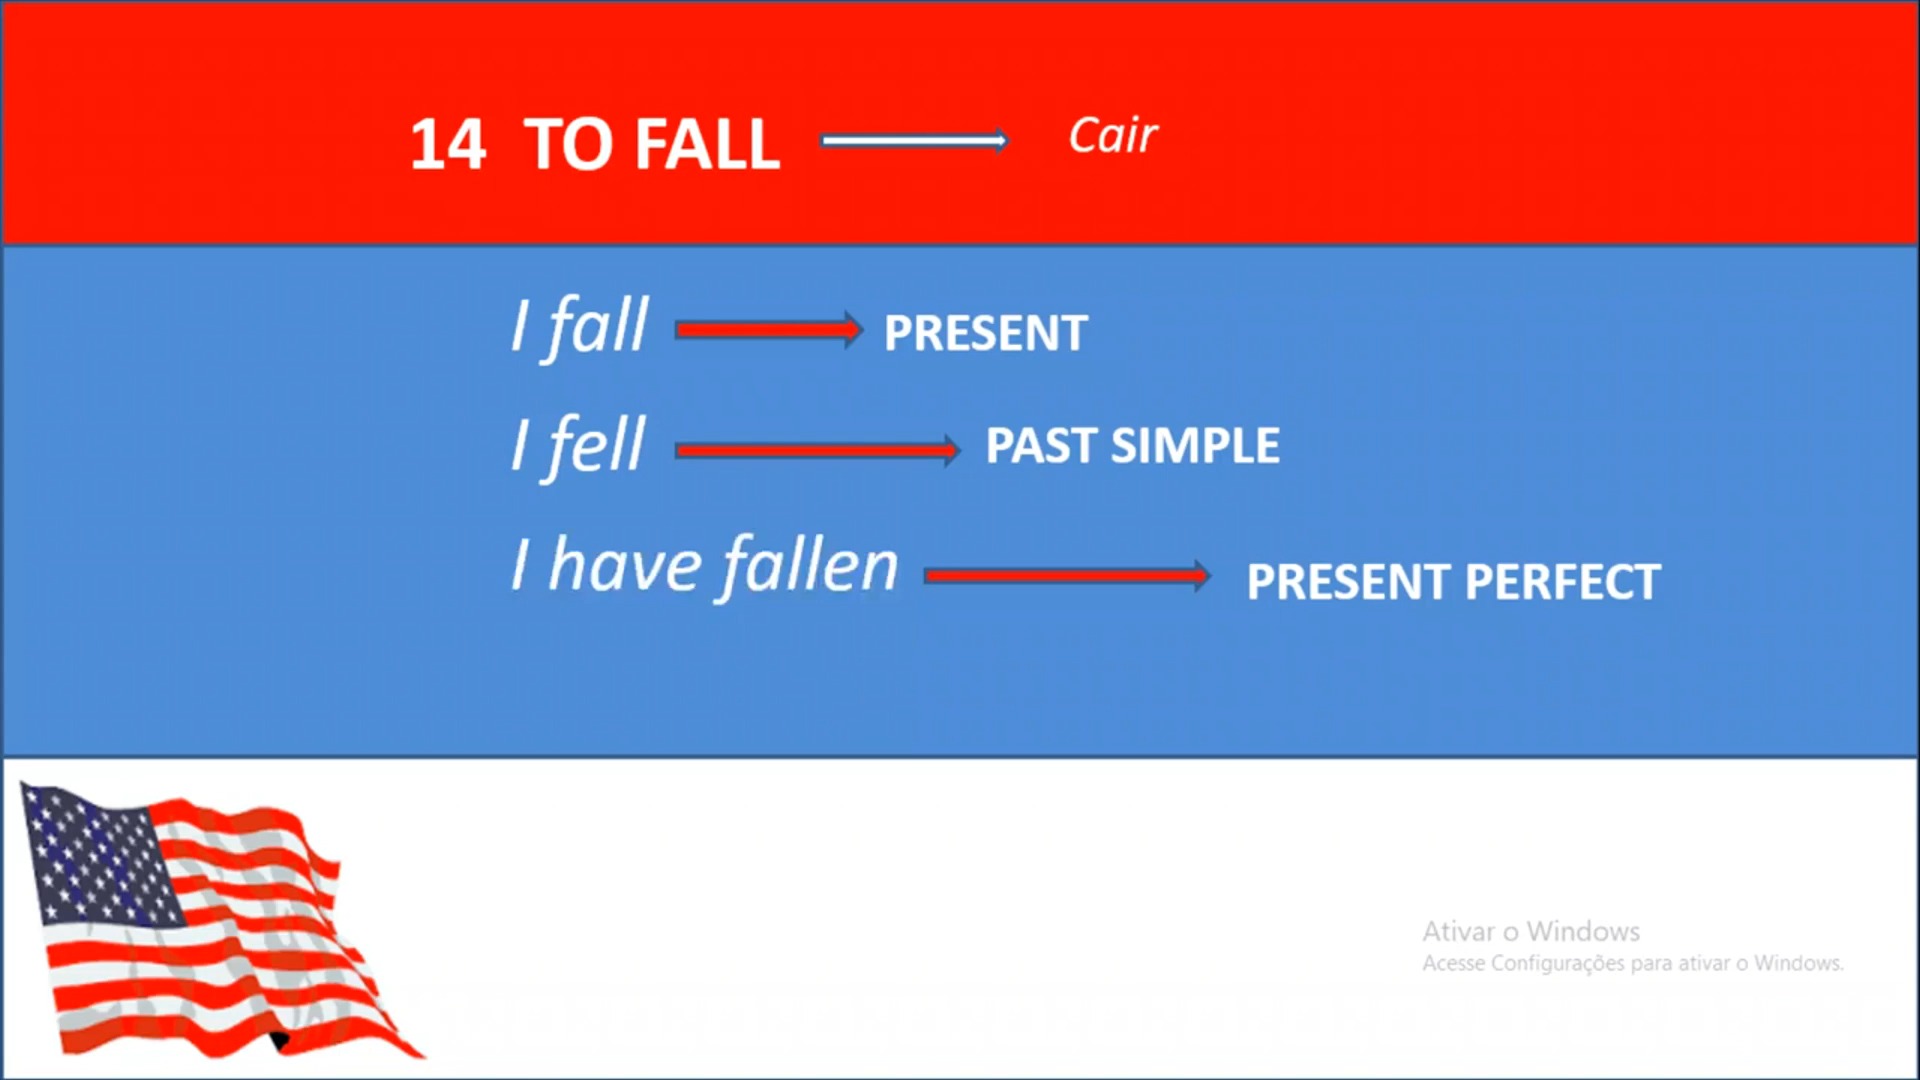 14 TO FALL Cair
I fall PRESENT
I fell PAST SIMPLE
I have fallen PRESENT PERFECT
Ativar o Windows
Acesse Configurações para ativar o Windows.